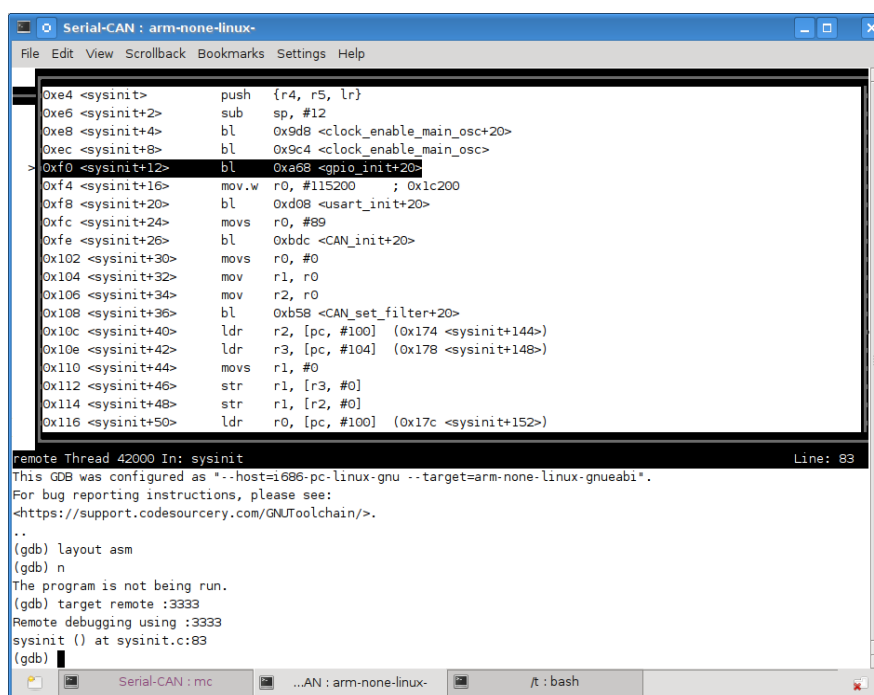 Serial-CAN : arm-none-linux-
File Edit View Scrollback Bookmarks Settings Help
0xe4 <sysinit> push {r4, r5, lr}
0xe6 <sysinit+2> sub sp, #12
0xe8 <sysinit+4> bl 0x9d8 <clock_enable_main_osc+20>
0xec <sysinit+8> bl 0x9c4 <clock_enable_main_osc>
>0xf0 <sysinit+12> bl 0xa68 <gpio_init+20>
0xf4 <sysinit+16> mov.w r0, #115200 ; 0x1c200
0xf8 <sysinit+20> bl 0xd08 <usart_init+20>
0xfc <sysinit+24> movs r0, #89
0xfe <sysinit+26> bl 0xbdc <CAN_init+20>
0x102 <sysinit+30> movs r0, #0
0x104 <sysinit+32> mov r1, r0
0x106 <sysinit+34> mov r2, r0
0x108 <sysinit+36> bl 0xb58 <CAN_set_filter+20>
0x10c <sysinit+40> ldr r2, [pc, #100] (0x174 <sysinit+144>)
0x10e <sysinit+42> ldr r3, [pc, #104] (0x178 <sysinit+148>)
0x110 <sysinit+44> movs r1, #0
0x112 <sysinit+46> str r1, [r3, #0]
0x114 <sysinit+48> str r1, [r2, #0]
0x116 <sysinit+50> ldr r0, [pc, #100] (0x17c <sysinit+152>)
remote Thread 42000 In: sysinit Line: 83
This GDB was configured as "--host=i686-pc-linux-gnu --target=arm-none-linux-gnueabi".
For bug reporting instructions, please see:
<https://support.codesourcery.com/GNUToolchain/>.
..
(gdb) layout asm
(gdb) n
The program is not being run.
(gdb) target remote :3333
Remote debugging using :3333
sysinit () at sysinit.c:83
(gdb)
Serial-CAN : mc ...AN : arm-none-linux- /t : bash